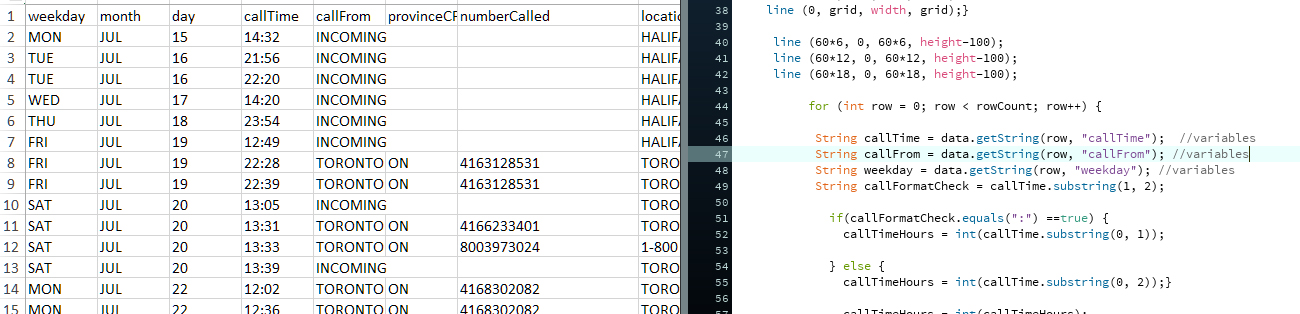 1 weekday month day callTime callFrom provinceCF numberCalled locatio
2 MON JUL 15 14:32 INCOMING HALIFA
3 TUE JUL 16 21:56 INCOMING HALIFA
4 TUE JUL 16 22:20 INCOMING HALIFA
5 WED JUL 17 14:20 INCOMING HALIFA
6 THU JUL 18 23:54 INCOMING HALIFA
7 FRI JUL 19 12:49 INCOMING HALIFA
8 FRI JUL 19 22:28 TORONTO ON 4163128531 TORO
9 FRI JUL 19 22:39 TORONTO ON 4163128531 TORO
10 SAT JUL 20 13:05 INCOMING TORO
11 SAT JUL 20 13:31 TORONTO ON 4166233401 TORO
12 SAT JUL 20 13:33 TORONTO ON 8003974024 1-800
13 SAT JUL 20 13:39 INCOMING TORO
14 MON JUL 22 12:02 TORONTO ON 4168302082 TORO
15 MON JUL 22 12:36 TORONTO ON 4168302082 TORO
38 line (0, grid, width, grid);}
39
40 line (60*6, 0, 60*6, height-100);
41 line (60*12, 0, 60*12, height-100);
42 line (60*18, 0, 60*18, height-100);
43
44 for (int row = 0; row < rowCount; row++) {
45
46 String callTime = data.getString(row, "callTime"); //variables
47 String callFrom = data.getString(row, "callFrom"); //variables
48 String weekday = data.getString(row, "weekday"); //variables
49 String callFormatCheck = callTime.substring(1, 2);
50
51 if(callFormatCheck.equals(":") ==true) {
52 callTimeHours = int(callTime.substring(0, 1));
53
54 } else {
55 callTimeHours = int(callTime.substring(0, 2));}
56
57 callTimeHours = int(callTimeHours);